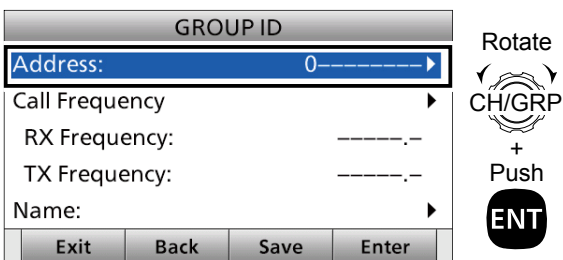 GROUP ID
Address: 0–––––––– ▶
Call Frequency ▶
RX Frequency: –––––.–
TX Frequency: –––––.–
Name: ▶
Exit Back Save Enter
Rotate
CH/GRP
+
Push
ENT